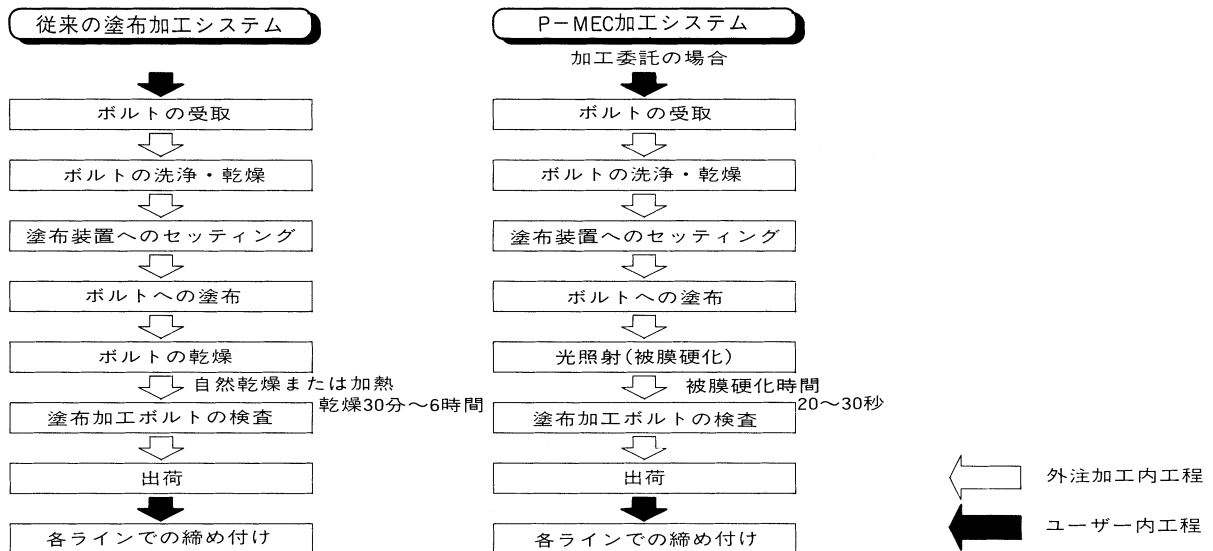 従来の塗布加工システム
ボルトの受取
ボルトの洗浄・乾燥
塗布装置へのセッティング
ボルトへの塗布
ボルトの乾燥
自然乾燥または加熱
乾燥30分～6時間
塗布加工ボルトの検査
出荷
各ラインでの締め付け
P－MEC加工システム
加工委託の場合
ボルトの受取
ボルトの洗浄・乾燥
塗布装置へのセッティング
ボルトへの塗布
光照射(被膜硬化)
被膜硬化時間
20～30秒
塗布加工ボルトの検査
出荷
各ラインでの締め付け
外注加工内工程
ユーザー内工程